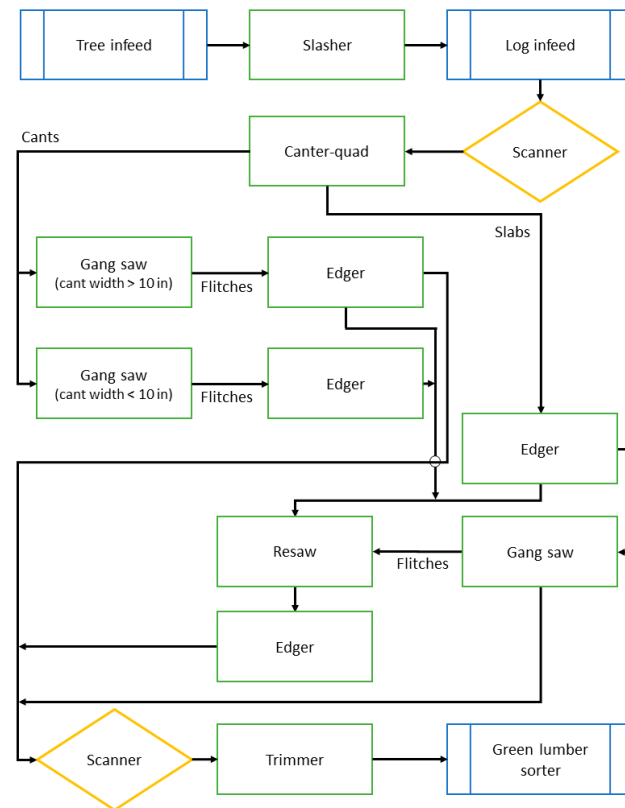 Tree infeed
Slasher
Log infeed
Scanner
Canter-quad
Cants
Slabs
Gang saw
(cant width > 10 in)
Flitches
Edger
Gang saw
(cant width < 10 in)
Flitches
Edger
Edger
Resaw
Flitches
Gang saw
Edger
Scanner
Trimmer
Green lumber
sorter